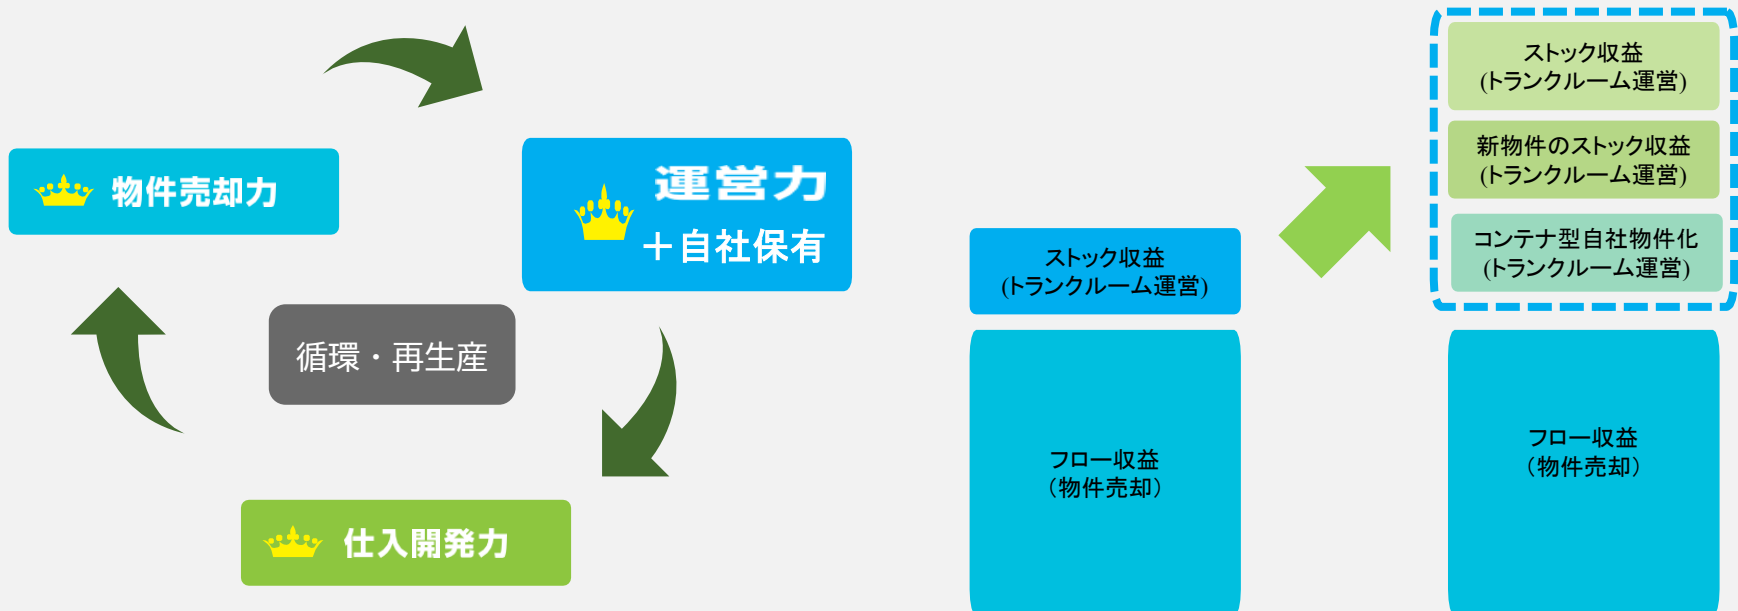 物件売却力
運営力
＋自社保有
循環・再生産
仕入開発力
ストック収益
(トランクルーム運営)
フロー収益
（物件売却）
ストック収益
(トランクルーム運営)
新物件のストック収益
(トランクルーム運営)
コンテナ型自社物件化
(トランクルーム運営)
フロー収益
（物件売却）